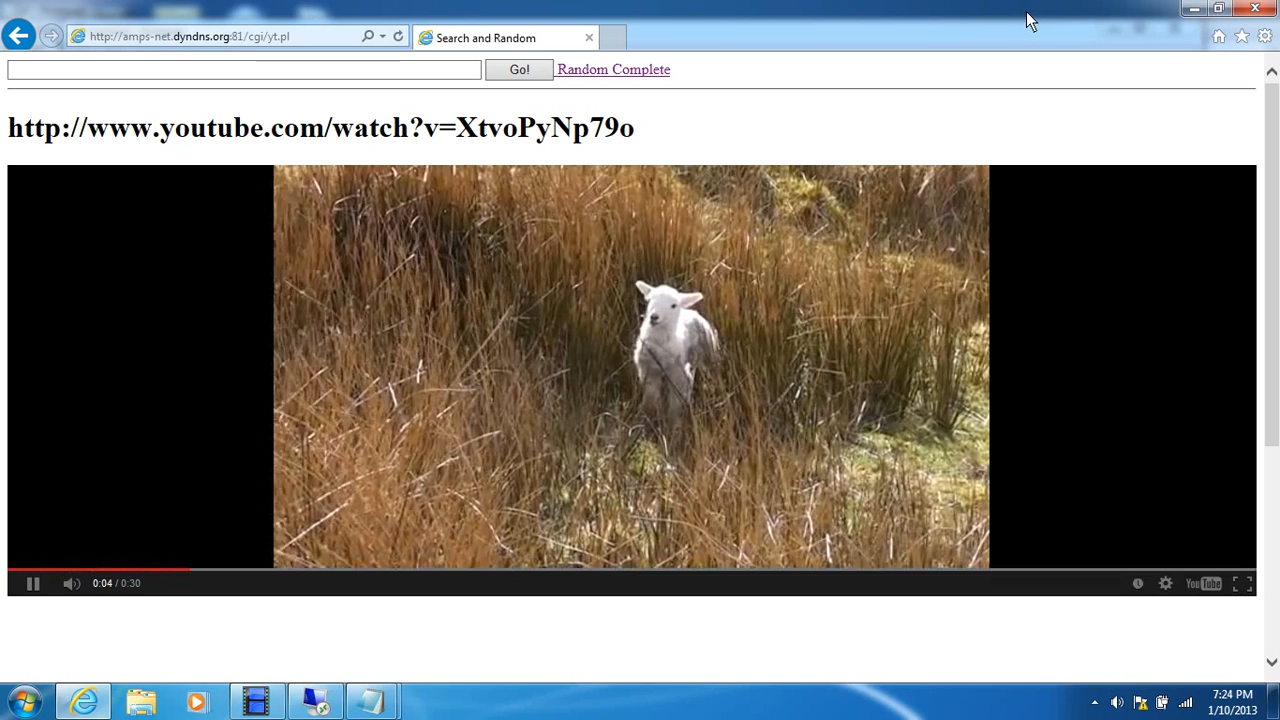 http://amps-net.dyndns.org:81/cgi/yt.pl
Search and Random
Go!
Random Complete
http://www.youtube.com/watch?v=XtvoPyNp79o
0:04 / 0:30
YouTube
7:24 PM
1/10/2013